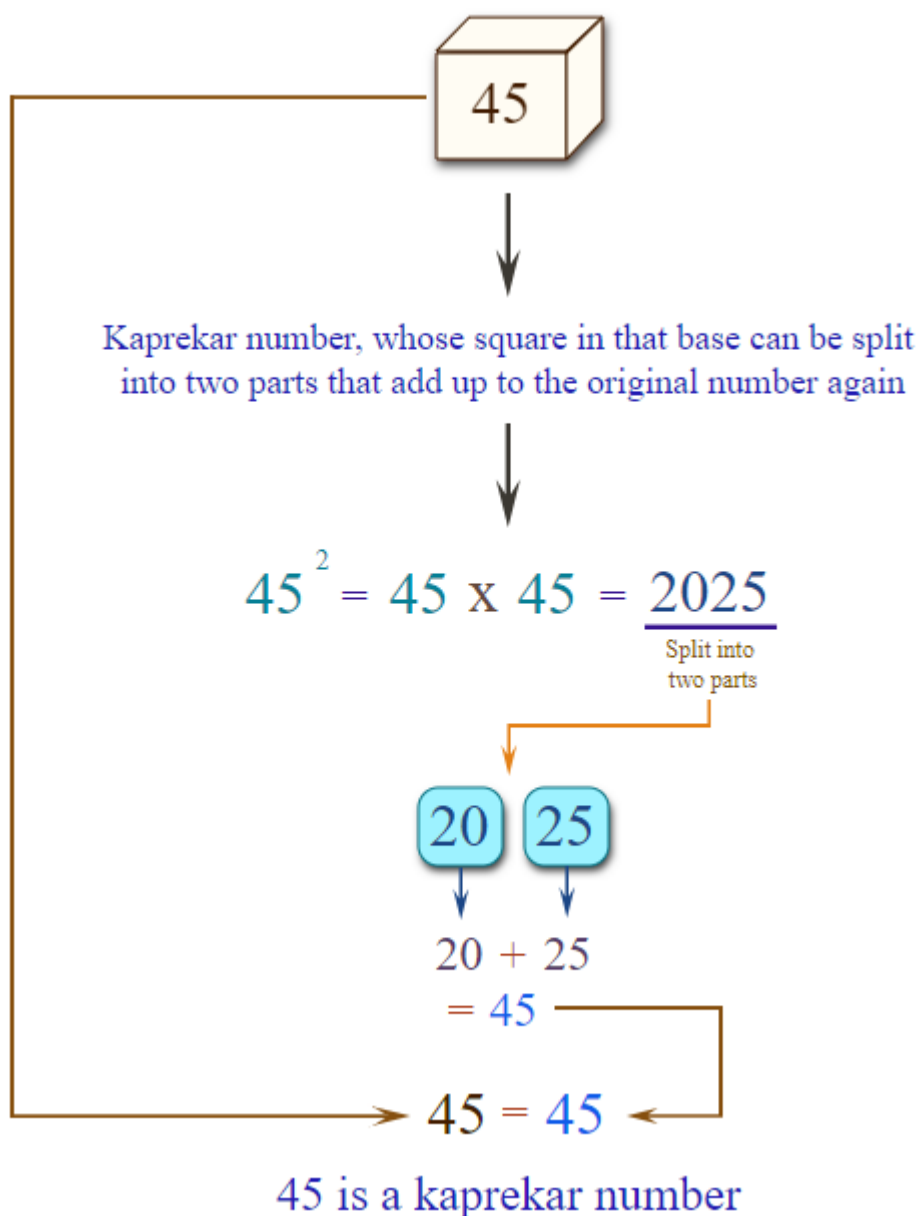 45
Kaprekar number, whose square in that base can be split
into two parts that add up to the original number again
45² = 45 x 45 = 2025
Split into
two parts
20 25
20 + 25
= 45
45 = 45
45 is a kaprekar number